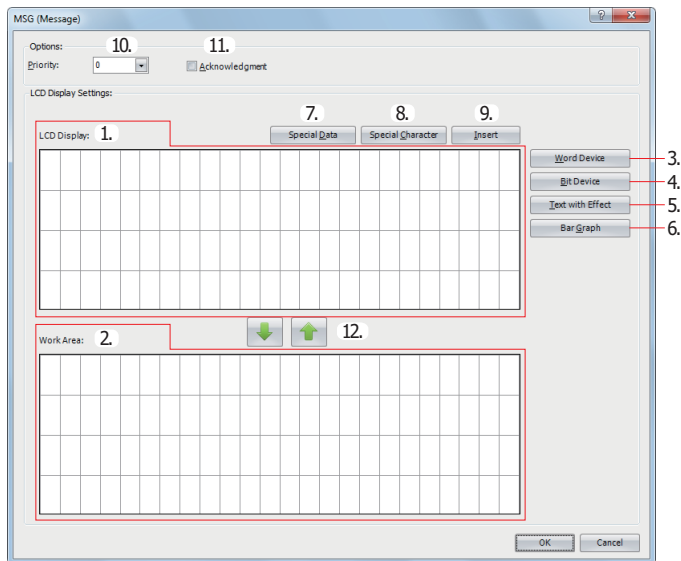 MSG (Message)
Options: 10. 11.
Priority: 0 Acknowledgment
LCD Display Settings:
7. 8. 9.
LCD Display: 1. Special Data Special Character Insert
Word Device 3.
Bit Device 4.
Text with Effect 5.
Bar Graph 6.
Work Area: 2. 12.
OK Cancel